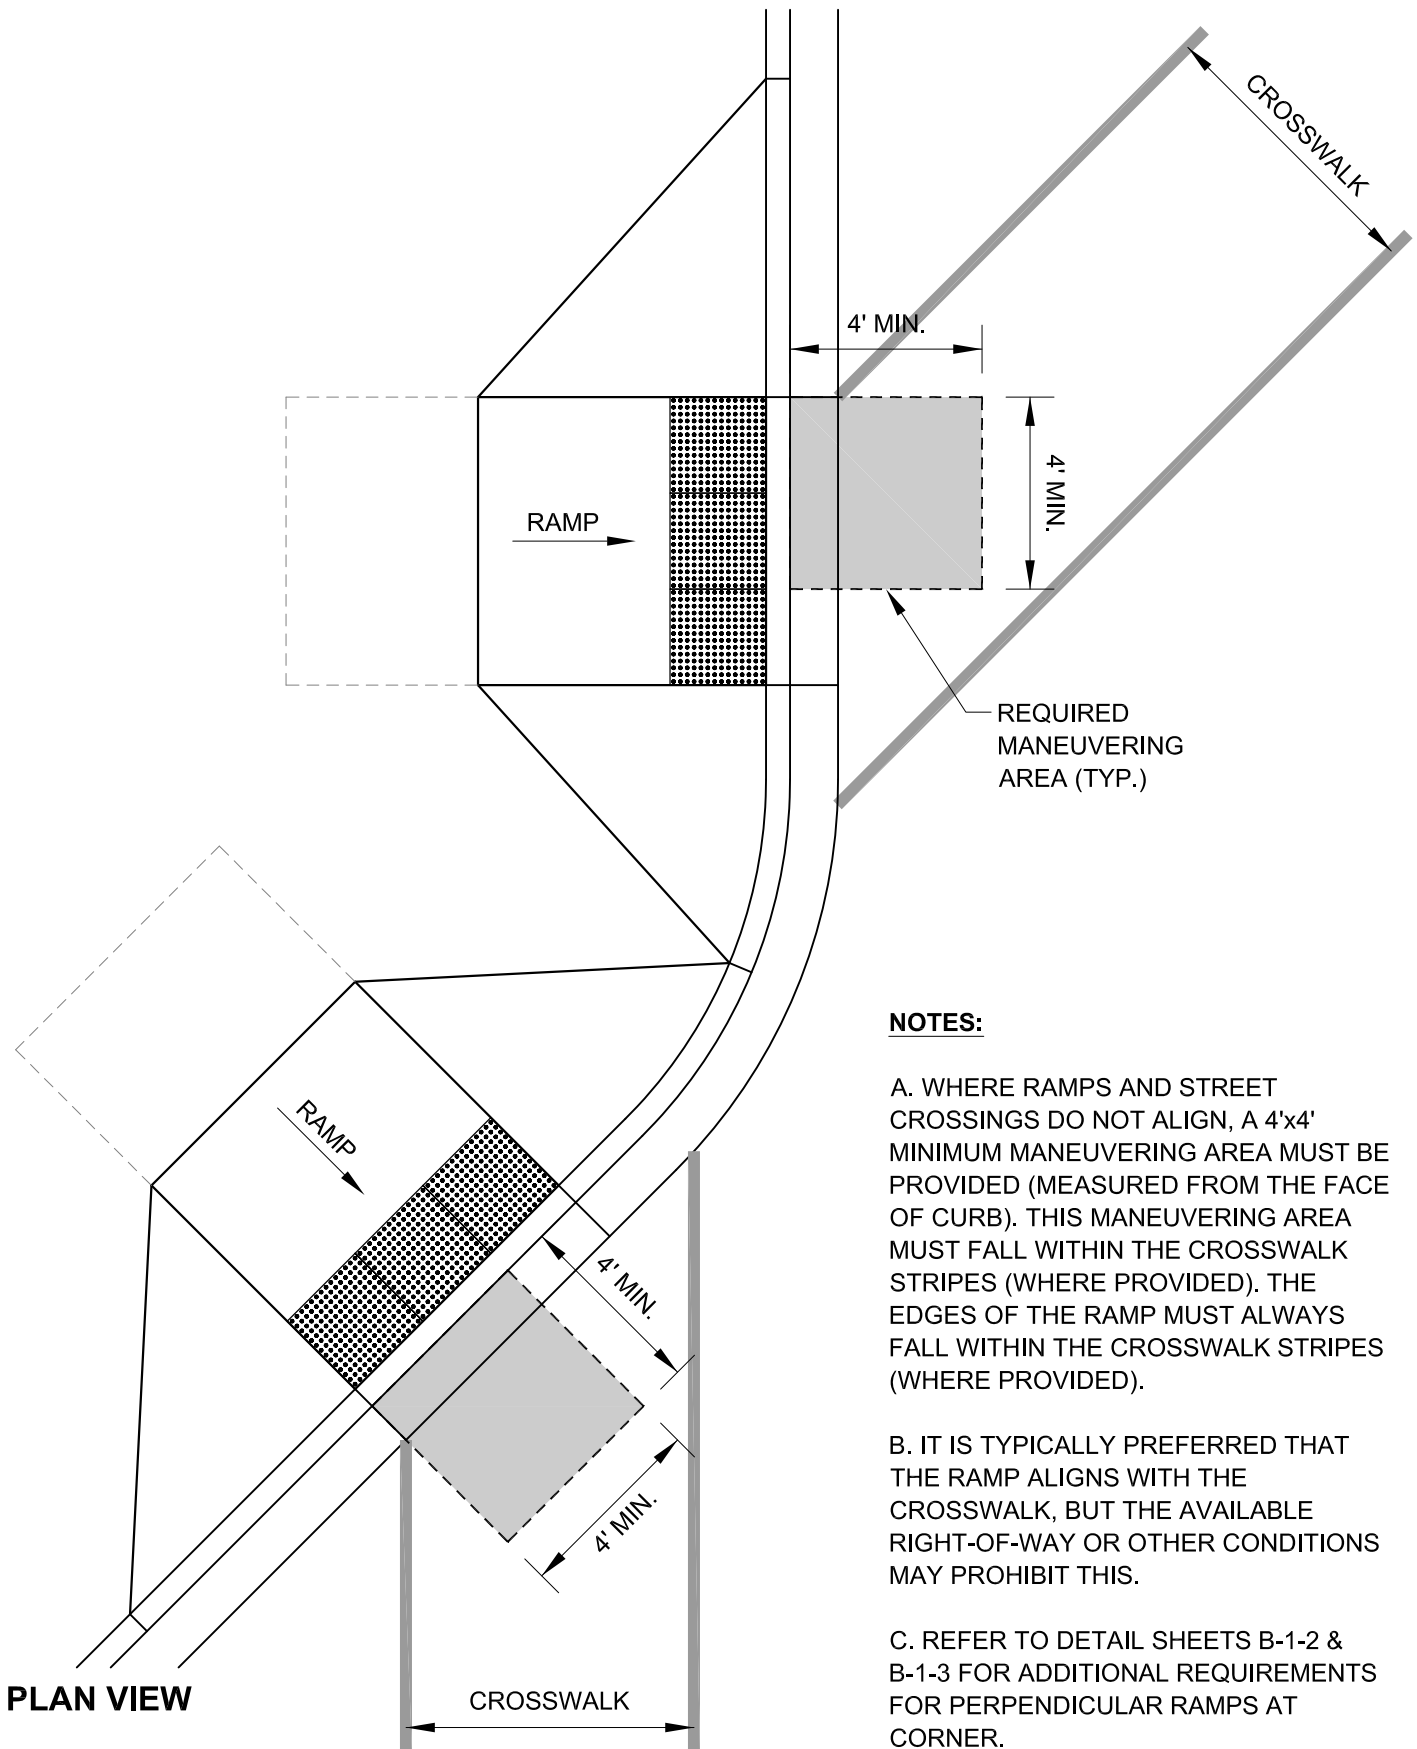 CROSSWALK
4' MIN.
4' MIN.
RAMP
REQUIRED
MANEUVERING
AREA (TYP.)
RAMP
4' MIN.
4' MIN.
CROSSWALK
PLAN VIEW
NOTES:
A. WHERE RAMPS AND STREET
CROSSINGS DO NOT ALIGN, A 4'x4'
MINIMUM MANEUVERING AREA MUST BE
PROVIDED (MEASURED FROM THE FACE
OF CURB). THIS MANEUVERING AREA
MUST FALL WITHIN THE CROSSWALK
STRIPES (WHERE PROVIDED). THE
EDGES OF THE RAMP MUST ALWAYS
FALL WITHIN THE CROSSWALK STRIPES
(WHERE PROVIDED).
B. IT IS TYPICALLY PREFERRED THAT
THE RAMP ALIGNS WITH THE
CROSSWALK, BUT THE AVAILABLE
RIGHT-OF-WAY OR OTHER CONDITIONS
MAY PROHIBIT THIS.
C. REFER TO DETAIL SHEETS B-1-2 &
B-1-3 FOR ADDITIONAL REQUIREMENTS
FOR PERPENDICULAR RAMPS AT
CORNER.